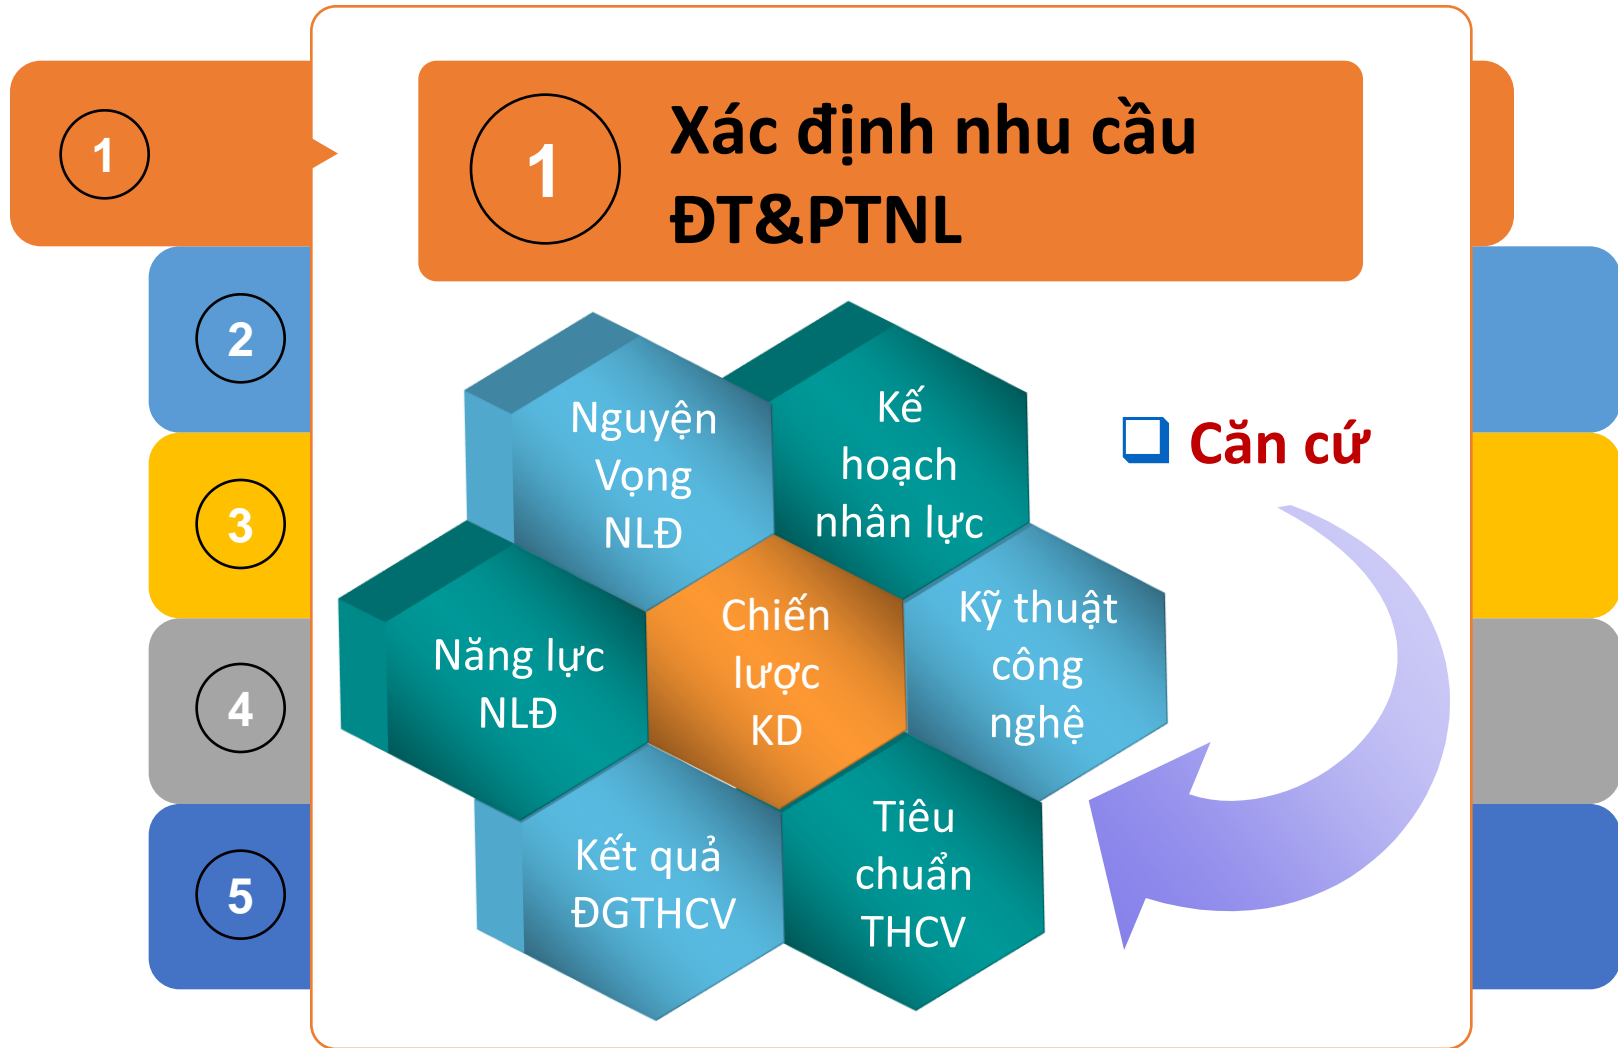 1
2
3
4
5
1
Xác định nhu cầu
ĐT&PTNL
Căn cứ
Nguyện
Vọng
NLĐ
Kế
hoạch
nhân lực
Năng lực
NLĐ
Chiến
lược
KD
Kỹ thuật
công
nghệ
Kết quả
ĐGTHCV
Tiêu
chuẩn
THCV